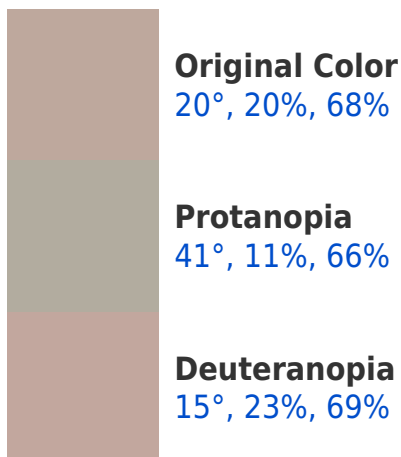 Original Color
20°, 20%, 68%
Protanopia
41°, 11%, 66%
Deuteranopia
15°, 23%, 69%